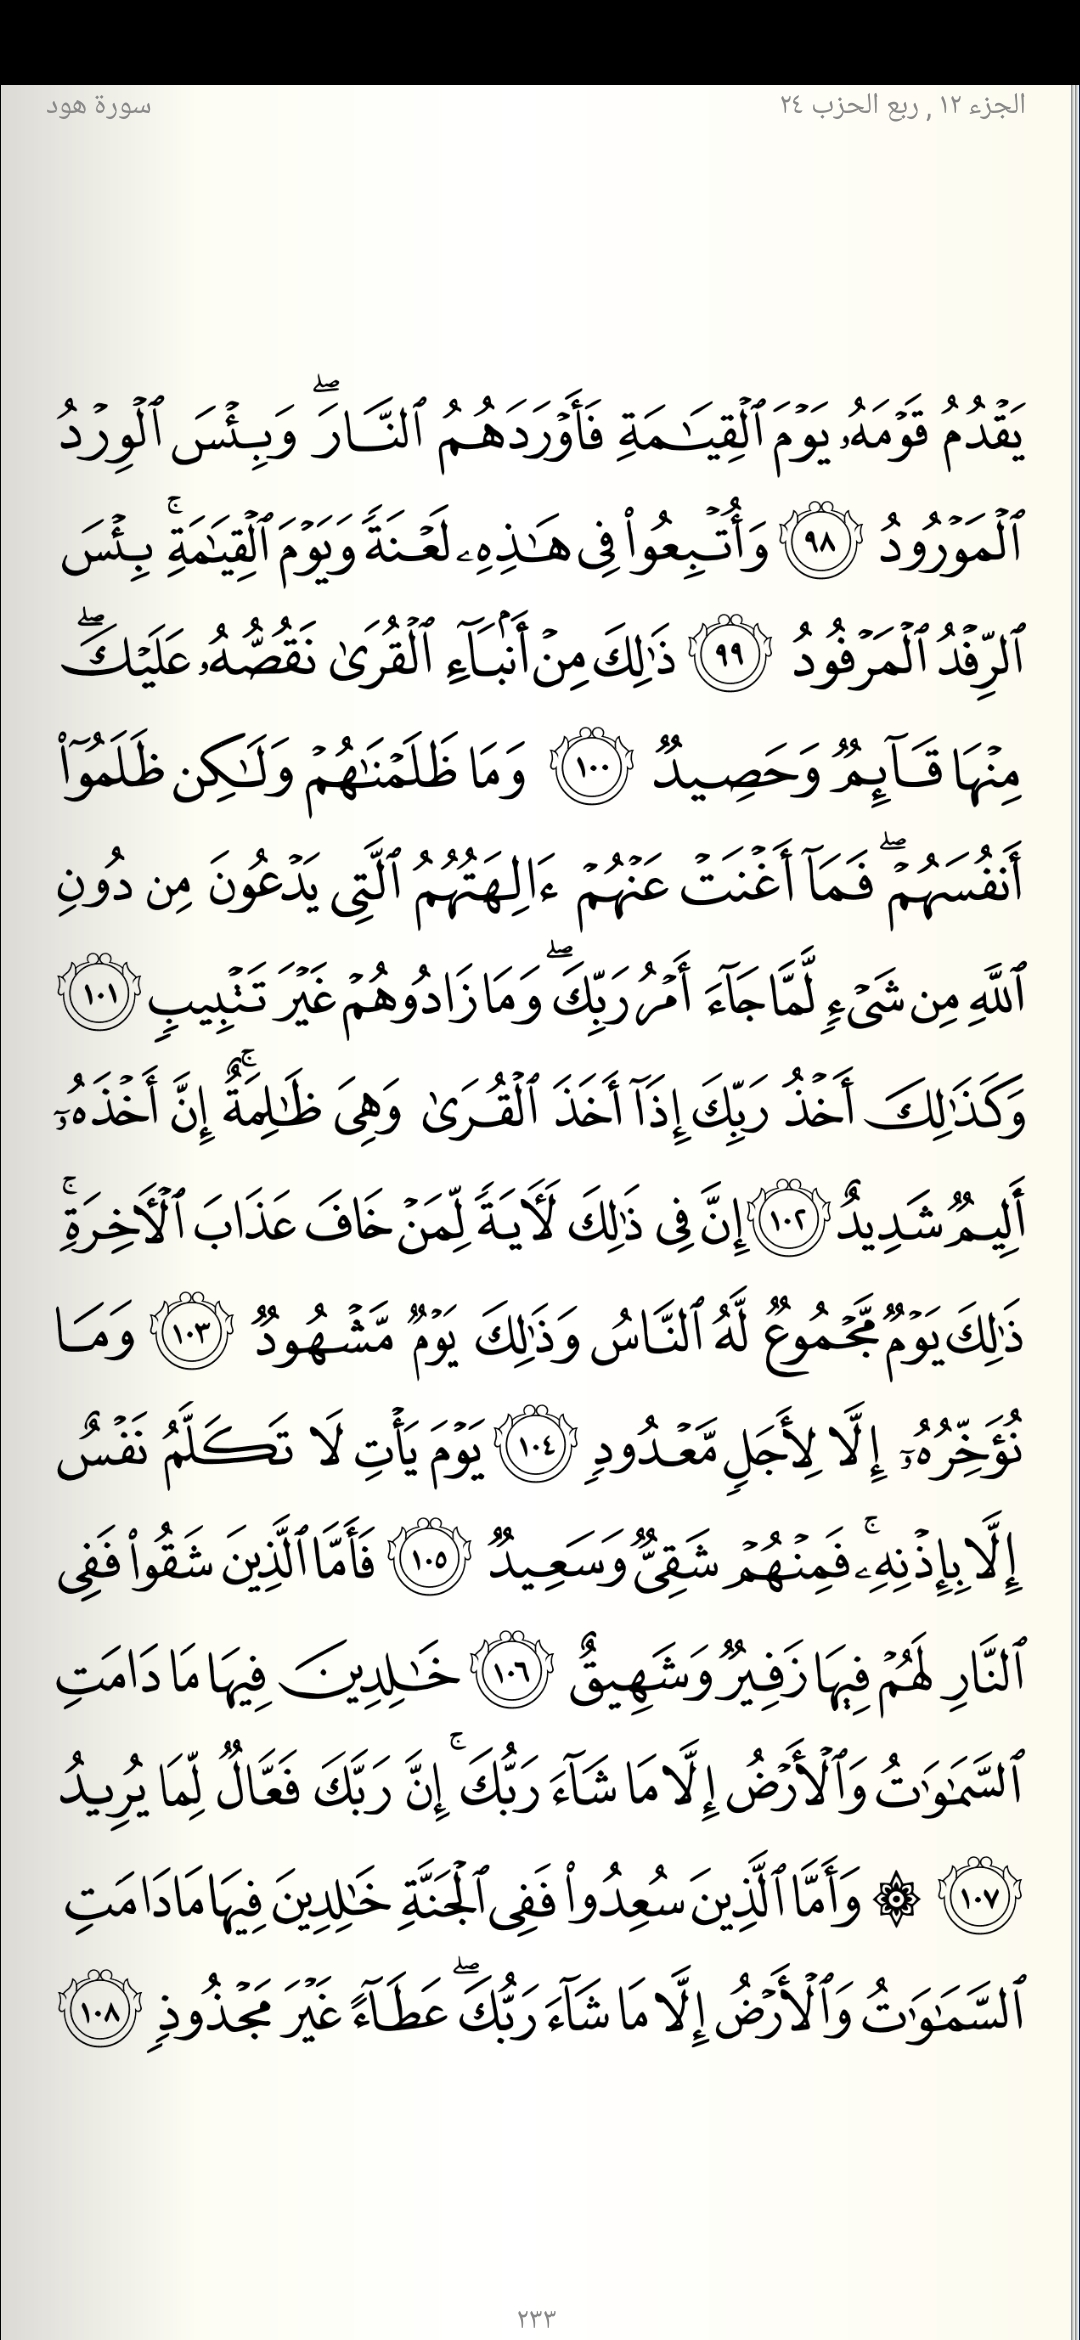 الجزء ١٢ , ربع الحزب ٢٤
سورة هود
يَقۡدُمُ قَوۡمَهُۥ يَوۡمَ ٱلۡقِيَـٰمَةِ فَأَوۡرَدَهُمُ ٱلنَّارَۖ وَبِئۡسَ ٱلۡوِرۡدُ
ٱلۡمَوۡرُودُ ٩٨ وَأُتۡبِعُواْ فِى هَـٰذِهِۦ لَعۡنَةً وَيَوۡمَ ٱلۡقِيَـٰمَةِۚ بِئۡسَ
ٱلرِّفۡدُ ٱلۡمَرۡفُودُ ٩٩ ذَٰلِكَ مِنۡ أَنۢبَآءِ ٱلۡقُرَىٰ نَقُصُّهُۥ عَلَيۡكَۖ
مِنۡهَا قَآئِمٌ وَحَصِيدٌ ١٠٠ وَمَا ظَلَمۡنَـٰهُمۡ وَلَـٰكِن ظَلَمُوٓاْ
أَنفُسَهُمۡۖ فَمَآ أَغۡنَتۡ عَنۡهُمۡ ءَالِهَتُهُمُ ٱلَّتِى يَدۡعُونَ مِن دُونِ
ٱللَّهِ مِن شَىۡءٍ لَّمَّا جَآءَ أَمۡرُ رَبِّكَۖ وَمَا زَادُوهُمۡ غَيۡرَ تَتۡبِيبٍ ١٠١
وَكَذَٰلِكَ أَخۡذُ رَبِّكَ إِذَآ أَخَذَ ٱلۡقُرَىٰ وَهِىَ ظَـٰلِمَةٌۚ إِنَّ أَخۡذَهُۥٓ
أَلِيمٌ شَدِيدٌ ١٠٢ إِنَّ فِى ذَٰلِكَ لَأٓيَةً لِّمَنۡ خَافَ عَذَابَ ٱلۡأَخِرَةِۚ
ذَٰلِكَ يَوۡمٌ مَّجۡمُوعٌ لَّهُ ٱلنَّاسُ وَذَٰلِكَ يَوۡمٌ مَّشۡهُودٌ ١٠٣ وَمَا
نُؤَخِّرُهُۥٓ إِلَّا لِأَجَلٍ مَّعۡدُودٍ ١٠٤ يَوۡمَ يَأۡتِ لَا تَكَلَّمُ نَفۡسٌ
إِلَّا بِإِذۡنِهِۦۚ فَمِنۡهُمۡ شَقِىٌّ وَسَعِيدٌ ١٠٥ فَأَمَّا ٱلَّذِينَ شَقُواْ فَفِى
ٱلنَّارِ لَهُمۡ فِيهَا زَفِيرٌ وَشَهِيقٌ ١٠٦ خَـٰلِدِينَ فِيهَا مَا دَامَتِ
ٱلسَّمَـٰوَٰتُ وَٱلۡأَرۡضُ إِلَّا مَا شَآءَ رَبُّكَۚ إِنَّ رَبَّكَ فَعَّالٌ لِّمَا يُرِيدُ
١٠٧ ۞ وَأَمَّا ٱلَّذِينَ سُعِدُواْ فَفِى ٱلۡجَنَّةِ خَـٰلِدِينَ فِيهَا مَا دَامَتِ
ٱلسَّمَـٰوَٰتُ وَٱلۡأَرۡضُ إِلَّا مَا شَآءَ رَبُّكَۖ عَطَآءً غَيۡرَ مَجۡذُوذٍ ١٠٨
٢٣٣